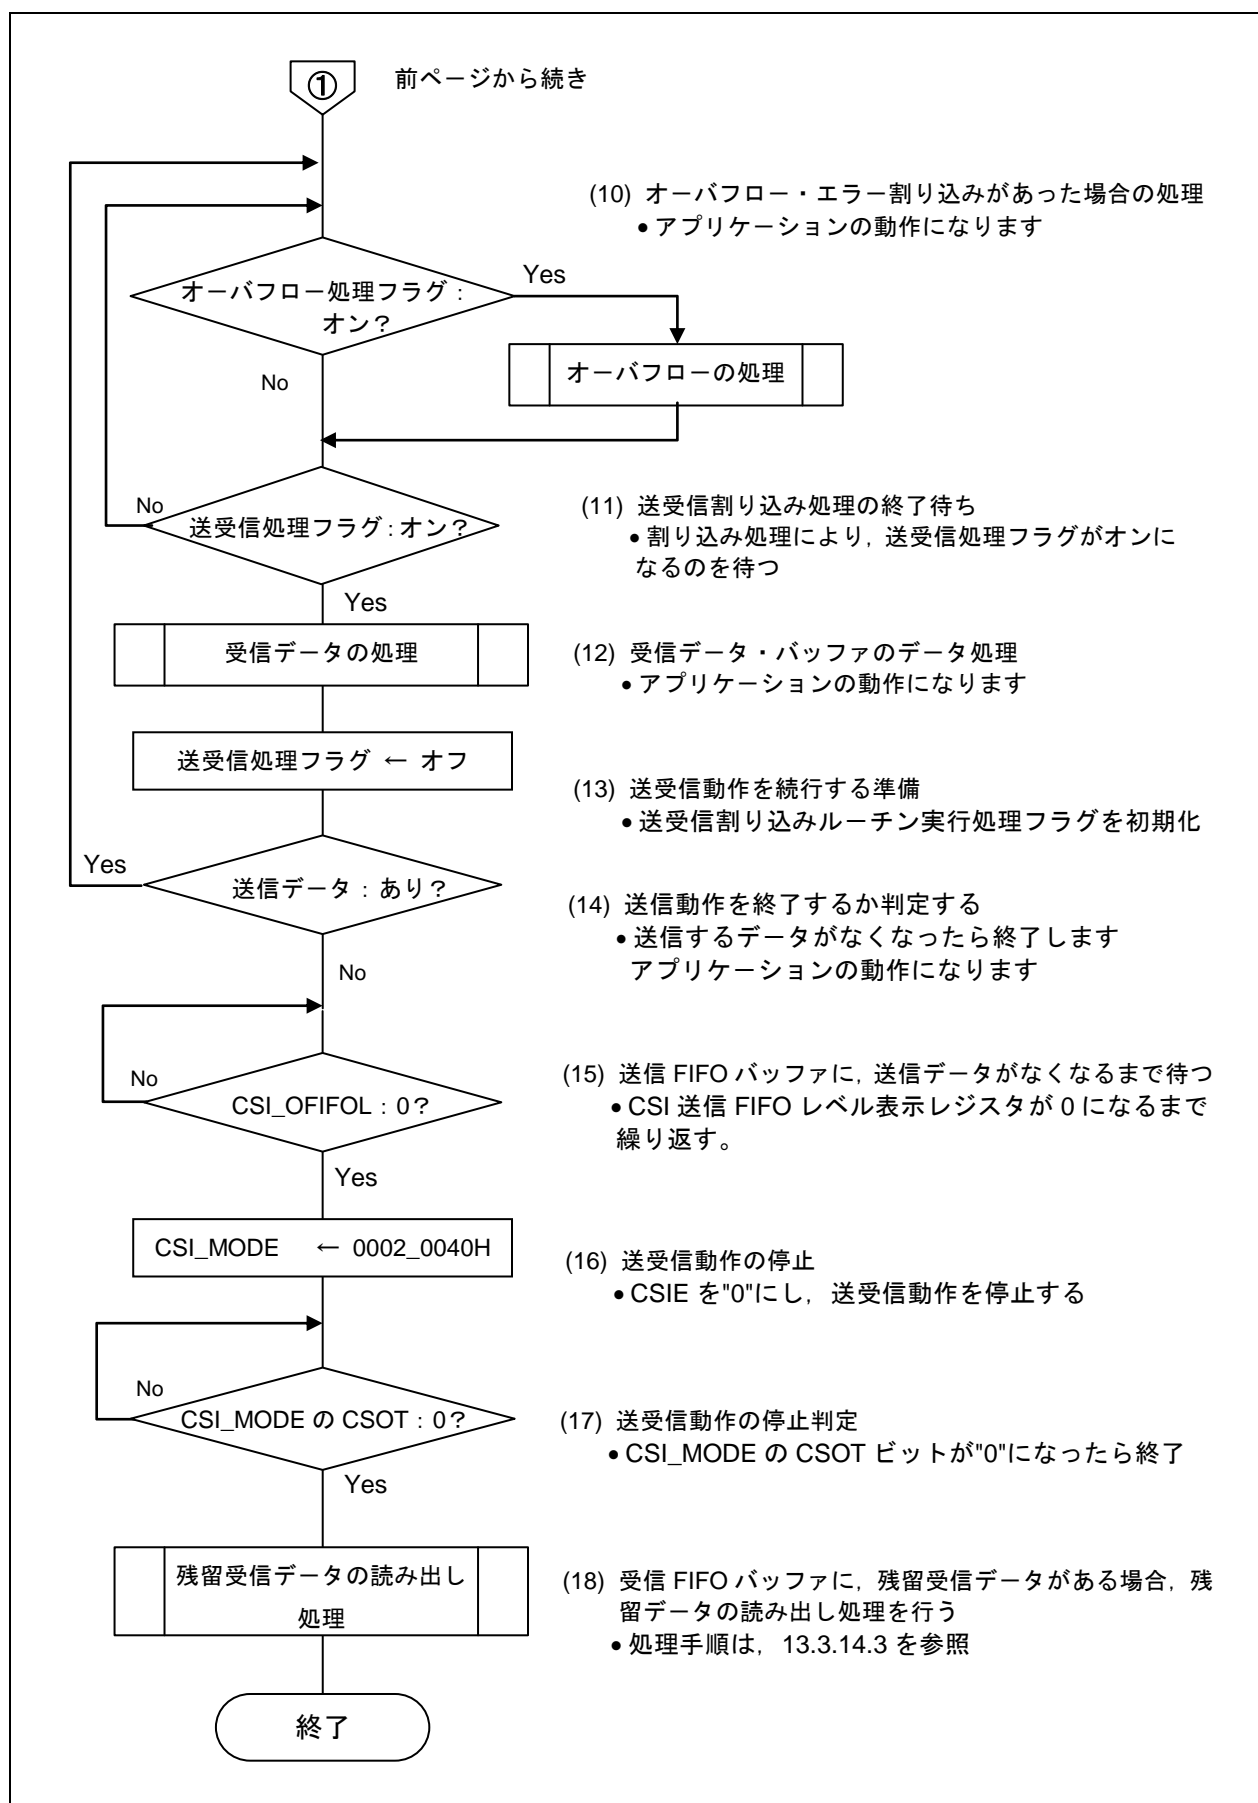 ① 前ページから続き
(10) オーバフロー・エラー割り込みがあった場合の処理
• アプリケーションの動作になります
オーバフロー処理フラグ：
オン？
Yes
No
オーバフローの処理
送受信処理フラグ：オン？
No
Yes
(11) 送受信割り込み処理の終了待ち
• 割り込み処理により，送受信処理フラグがオンに
なるのを待つ
受信データの処理
(12) 受信データ・バッファのデータ処理
• アプリケーションの動作になります
送受信処理フラグ ← オフ
(13) 送受信動作を続行する準備
• 送受信割り込みルーチン実行処理フラグを初期化
Yes
送信データ：あり？
No
(14) 送信動作を終了するか判定する
• 送信するデータがなくなったら終了します
アプリケーションの動作になります
No
CSI_OFIFOL：0？
Yes
(15) 送信 FIFO バッファに，送信データがなくなるまで待つ
• CSI 送信 FIFO レベル表示レジスタが 0 になるまで
繰り返す。
CSI_MODE ← 0002_0040H
(16) 送受信動作の停止
• CSIE を"0"にし，送受信動作を停止する
No
CSI_MODE の CSOT：0？
Yes
(17) 送受信動作の停止判定
• CSI_MODE の CSOT ビットが"0"になったら終了
残留受信データの読み出し
処理
(18) 受信 FIFO バッファに，残留受信データがある場合，残
留データの読み出し処理を行う
• 処理手順は，13.3.14.3 を参照
終了